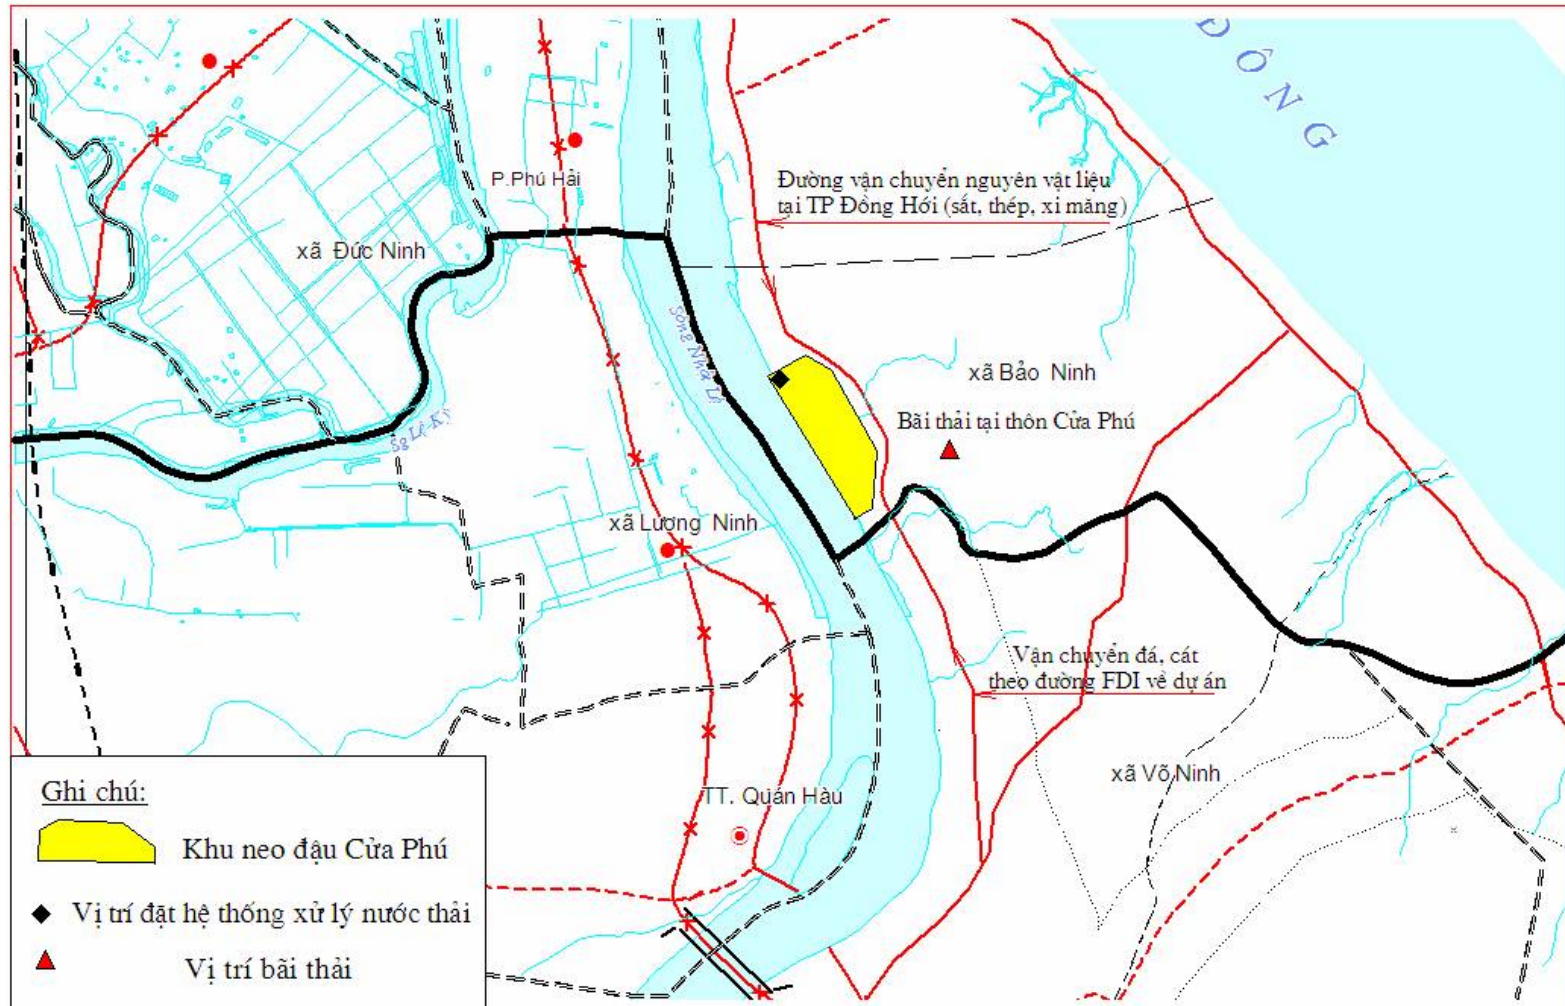 ĐÔNG
P.Phú Hải
Đường vận chuyển nguyên vật liệu
tại TP Đồng Hới (sắt, thép, xi măng)
xã Đức Ninh
Sông Nhật Lệ
xã Bảo Ninh
Bãi thải tại thôn Cửa Phú
Sg Lệ-Kỳ
xã Lương Ninh
Vận chuyển đá, cát
theo đường FDI về dự án
xã Võ Ninh
TT. Quán Hàu
Ghi chú:
Khu neo đậu Cửa Phú
Vị trí đặt hệ thống xử lý nước thải
Vị trí bãi thải